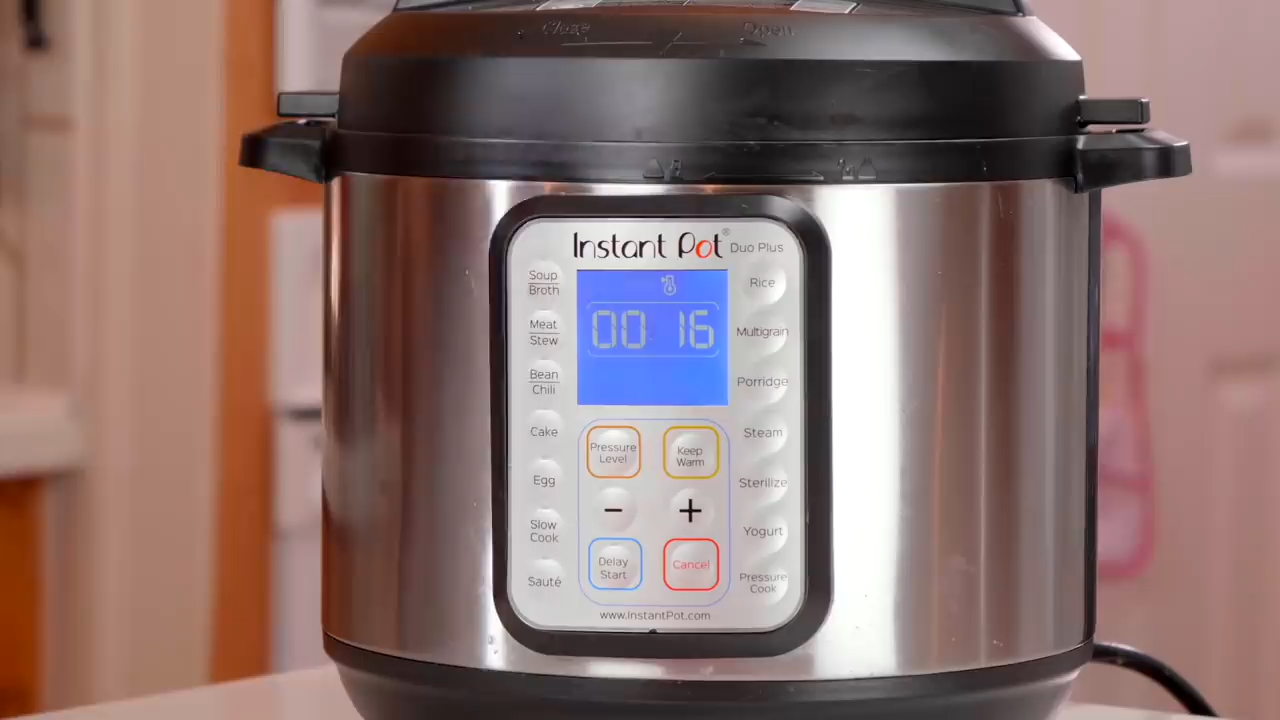 Close Open
Instant Pot® Duo Plus
Soup
Broth
Meat
Stew
Bean
Chili
Cake
Egg
Slow
Cook
Sauté
00 16
Pressure
Level
Keep
Warm
− +
Delay
Start
Cancel
Rice
Multigrain
Porridge
Steam
Sterilize
Yogurt
Pressure
Cook
www.InstantPot.com